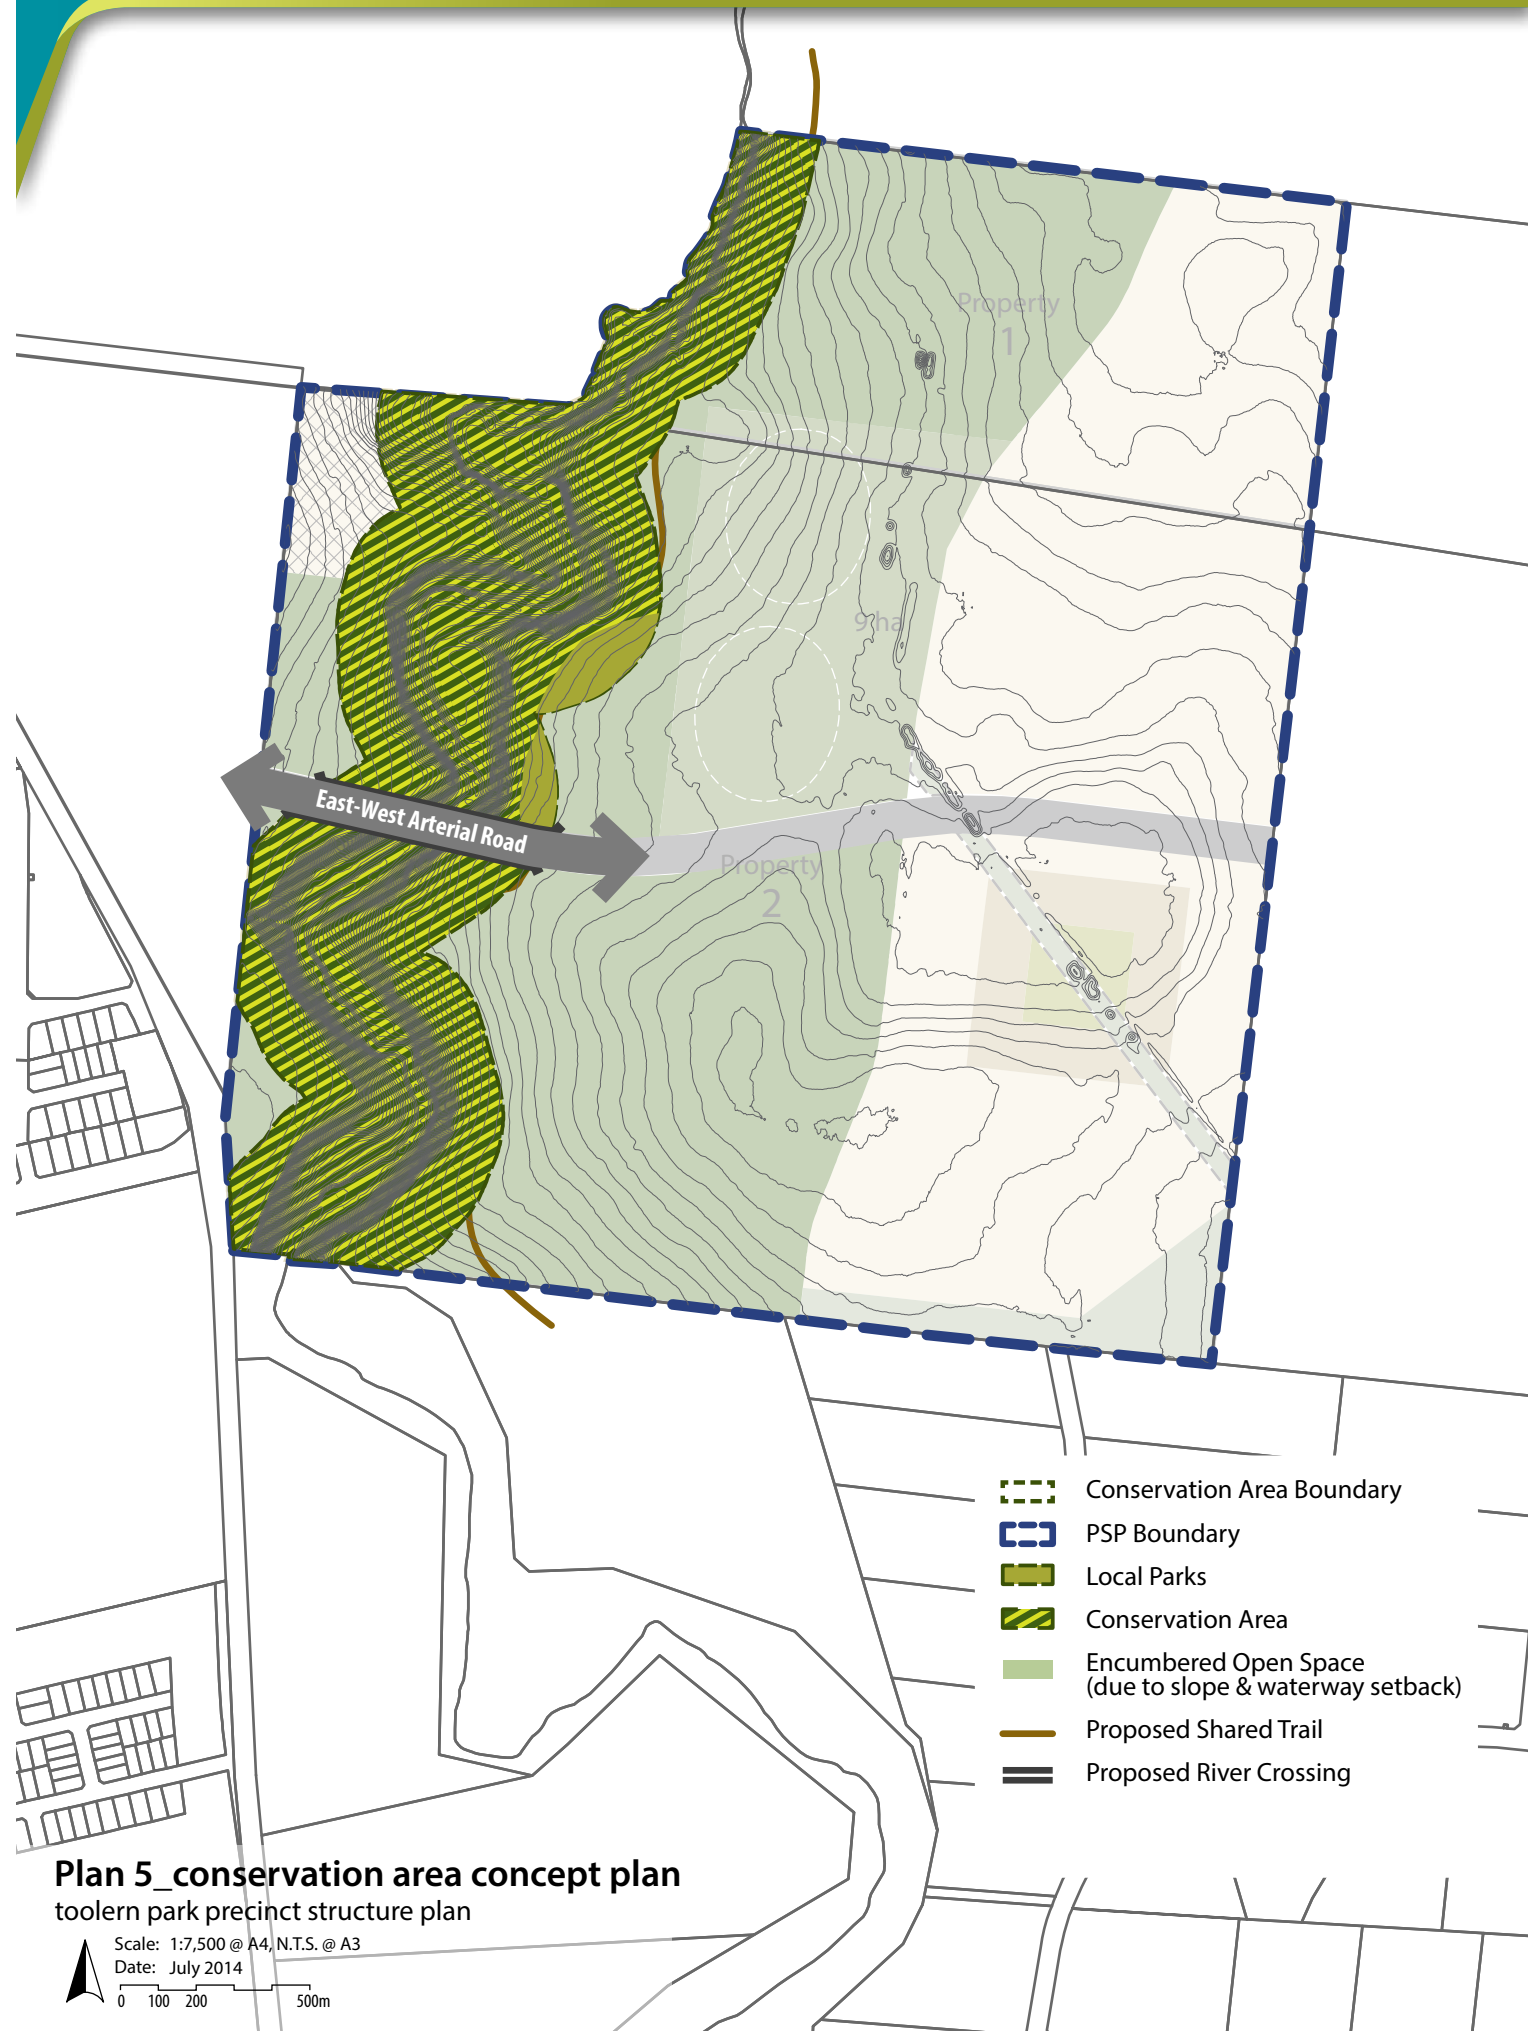 Property
1
9 ha
East-West Arterial Road
Property
2
Conservation Area Boundary
PSP Boundary
Local Parks
Conservation Area
Encumbered Open Space
(due to slope & waterway setback)
Proposed Shared Trail
Proposed River Crossing
Plan 5_conservation area concept plan
toolern park precinct structure plan
Scale: 1:7,500 @ A4, N.T.S. @ A3
Date: July 2014
0 100 200 500m